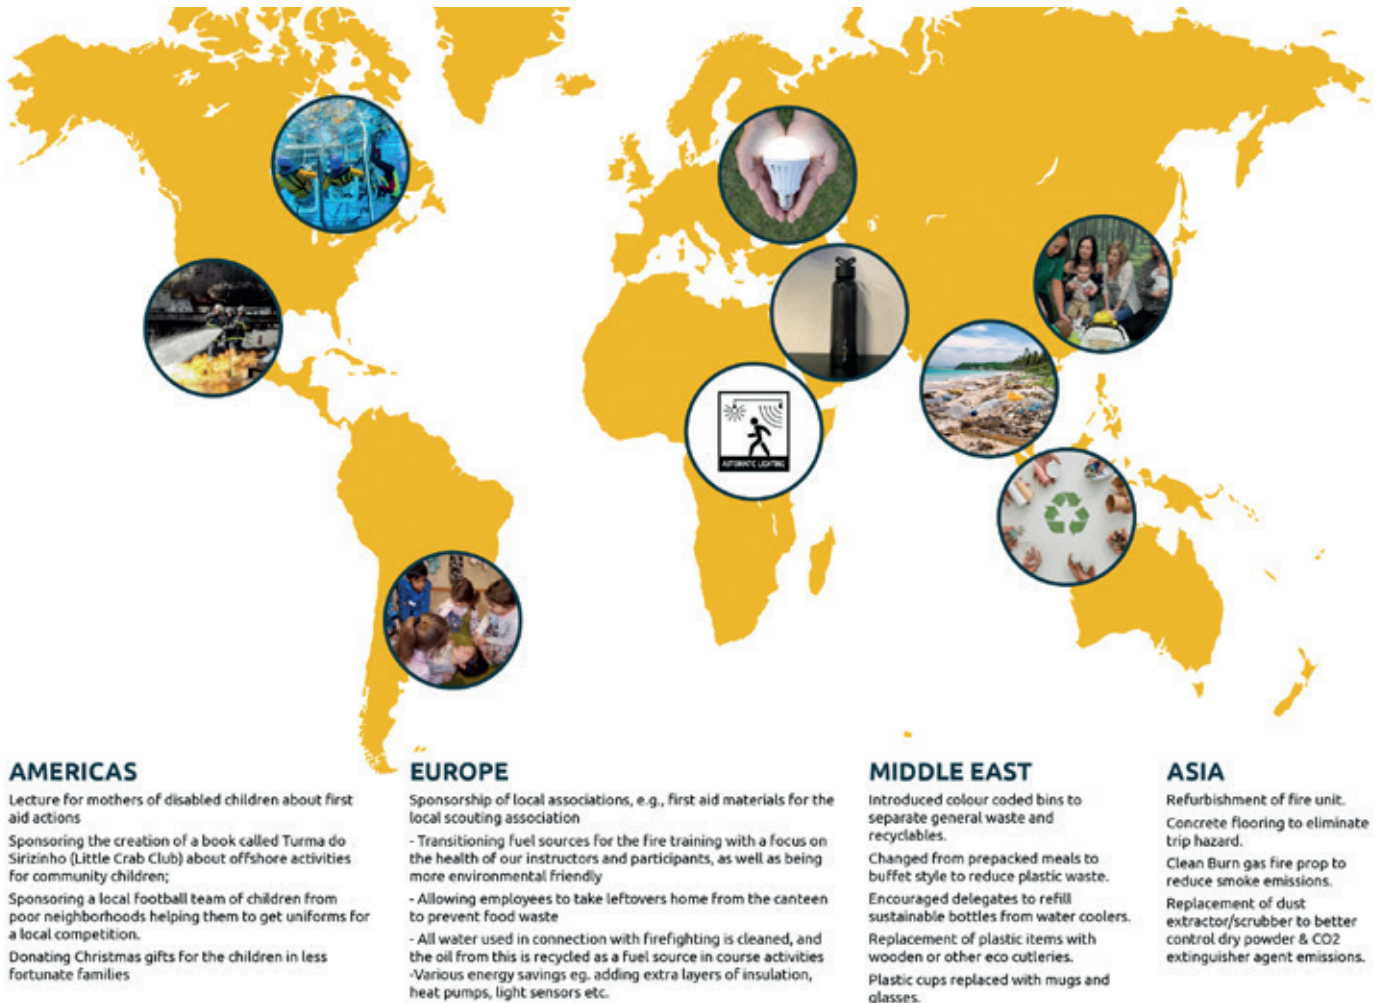 AUTOMATIC LIGHTING
AMERICAS
Lecture for mothers of disabled children about first
aid actions
Sponsoring the creation of a book called Turma do
Sirizinho (Little Crab Club) about offshore activities
for community children;
Sponsoring a local football team of children from
poor neighborhoods helping them to get uniforms for
a local competition.
Donating Christmas gifts for the children in less
fortunate families
EUROPE
Sponsorship of local associations, e.g., first aid materials for the
local scouting association
- Transitioning fuel sources for the fire training with a focus on
the health of our instructors and participants, as well as being
more environmental friendly
- Allowing employees to take leftovers home from the canteen
to prevent food waste
- All water used in connection with firefighting is cleaned, and
the oil from this is recycled as a fuel source in course activities
-Various energy savings eg. adding extra layers of insulation,
heat pumps, light sensors etc.
MIDDLE EAST
Introduced colour coded bins to
separate general waste and
recyclables.
Changed from prepacked meals to
buffet style to reduce plastic waste.
Encouraged delegates to refill
sustainable bottles from water coolers.
Replacement of plastic items with
wooden or other eco cutleries.
Plastic cups replaced with mugs and
glasses.
ASIA
Refurbishment of fire unit.
Concrete flooring to eliminate
trip hazard.
Clean Burn gas fire prop to
reduce smoke emissions.
Replacement of dust
extractor/scrubber to better
control dry powder & CO2
extinguisher agent emissions.